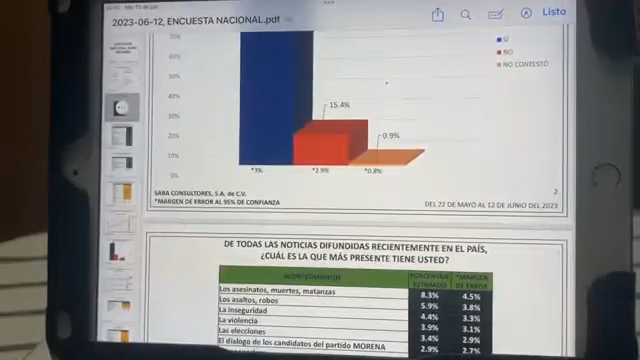 2023-06-12, ENCUESTA NACIONAL.pdf
Listo
70%
60%
50%
40%
30%
20%
10%
0%
15.4%
0.9%
SÍ
NO
NO CONTESTÓ
*3%
*2.9%
*0.8%
SABA CONSULTORES, S.A. de C.V.
*MARGEN DE ERROR AL 95% DE CONFIANZA
2
DEL 22 DE MAYO AL 12 DE JUNIO DEL 2023
DE TODAS LAS NOTICIAS DIFUNDIDAS RECIENTEMENTE EN EL PAÍS,
¿CUÁL ES LA QUE MÁS PRESENTE TIENE USTED?
ACONTECIMIENTOS PORCENTAJE ESTIMADO *MARGEN DE ERROR
Los asesinatos, muertes, matanzas 8.3% 4.5%
Los asaltos, robos 5.9% 3.8%
La inseguridad 4.4% 3.3%
La violencia 3.9% 3.1%
Las elecciones 3.4% 2.9%
El dialogo de los candidatos del partido MORENA 2.9% 2.7%